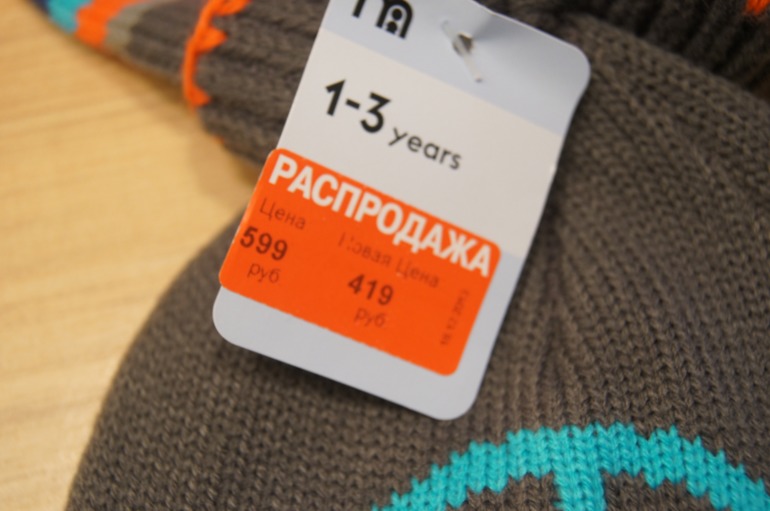 1-3 years
РАСПРОДАЖА
Цена Новая Цена
599 419
руб руб